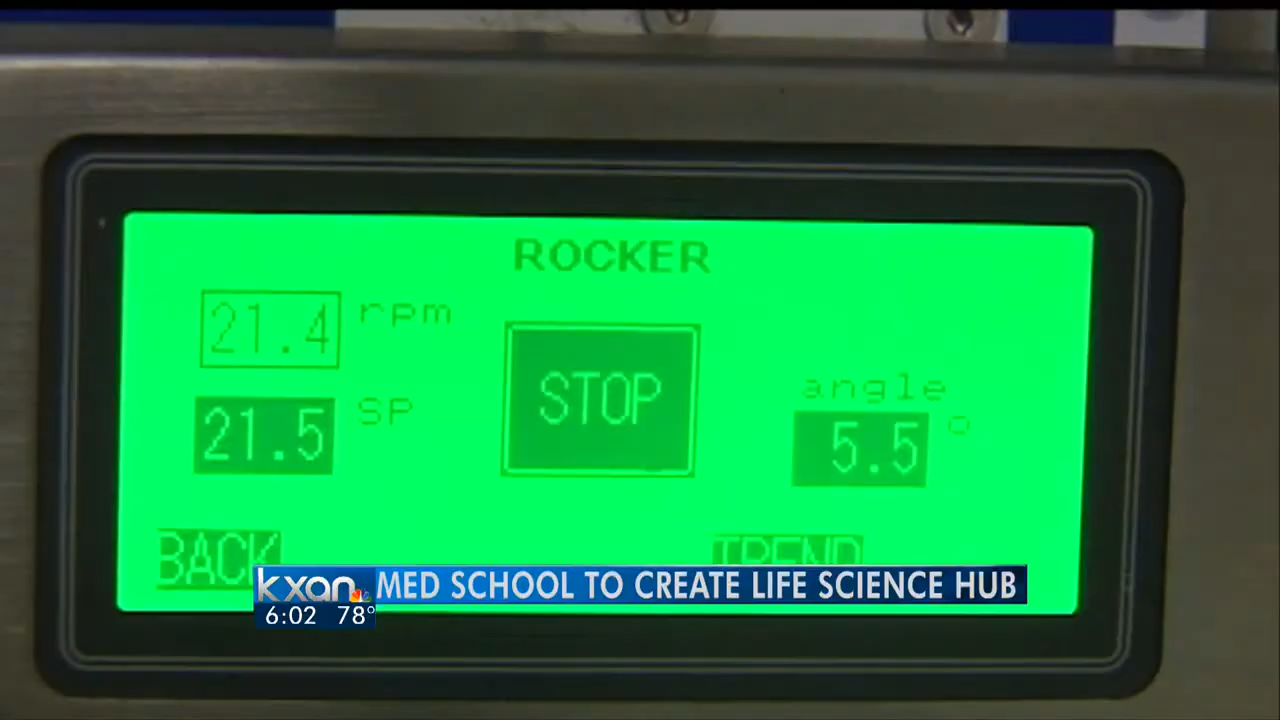 ROCKER
21.4 rpm
21.5 SP
STOP
angle
5.5 °
BACK
TREND
kxan MED SCHOOL TO CREATE LIFE SCIENCE HUB
6:02 78°